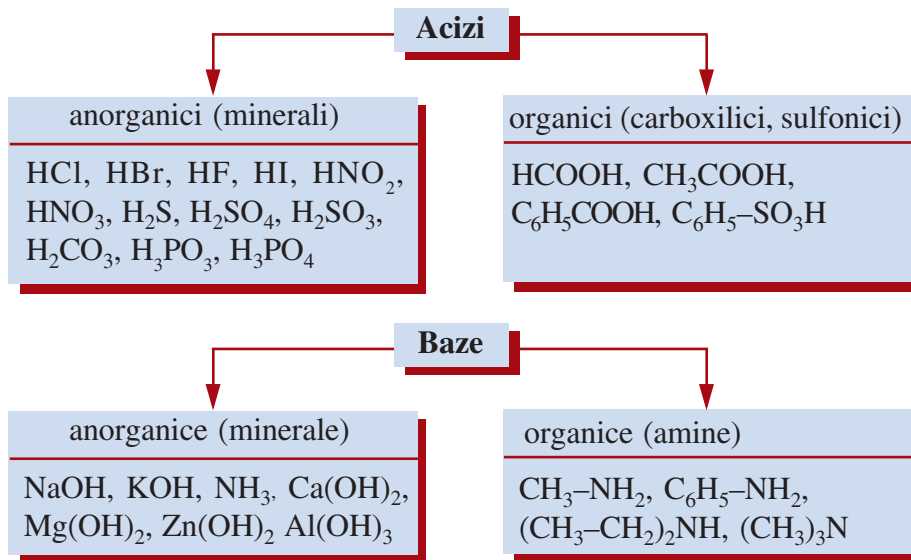 Acizi
anorganici (minerali)
HCl, HBr, HF, HI, HNO₂,
HNO₃, H₂S, H₂SO₄, H₂SO₃,
H₂CO₃, H₃PO₃, H₃PO₄
organici (carboxilici, sulfonici)
HCOOH, CH₃COOH,
C₆H₅COOH, C₆H₅–SO₃H
Baze
anorganice (minerale)
NaOH, KOH, NH₃, Ca(OH)₂,
Mg(OH)₂, Zn(OH)₂ Al(OH)₃
organice (amine)
CH₃–NH₂, C₆H₅–NH₂,
(CH₃–CH₂)₂NH, (CH₃)₃N